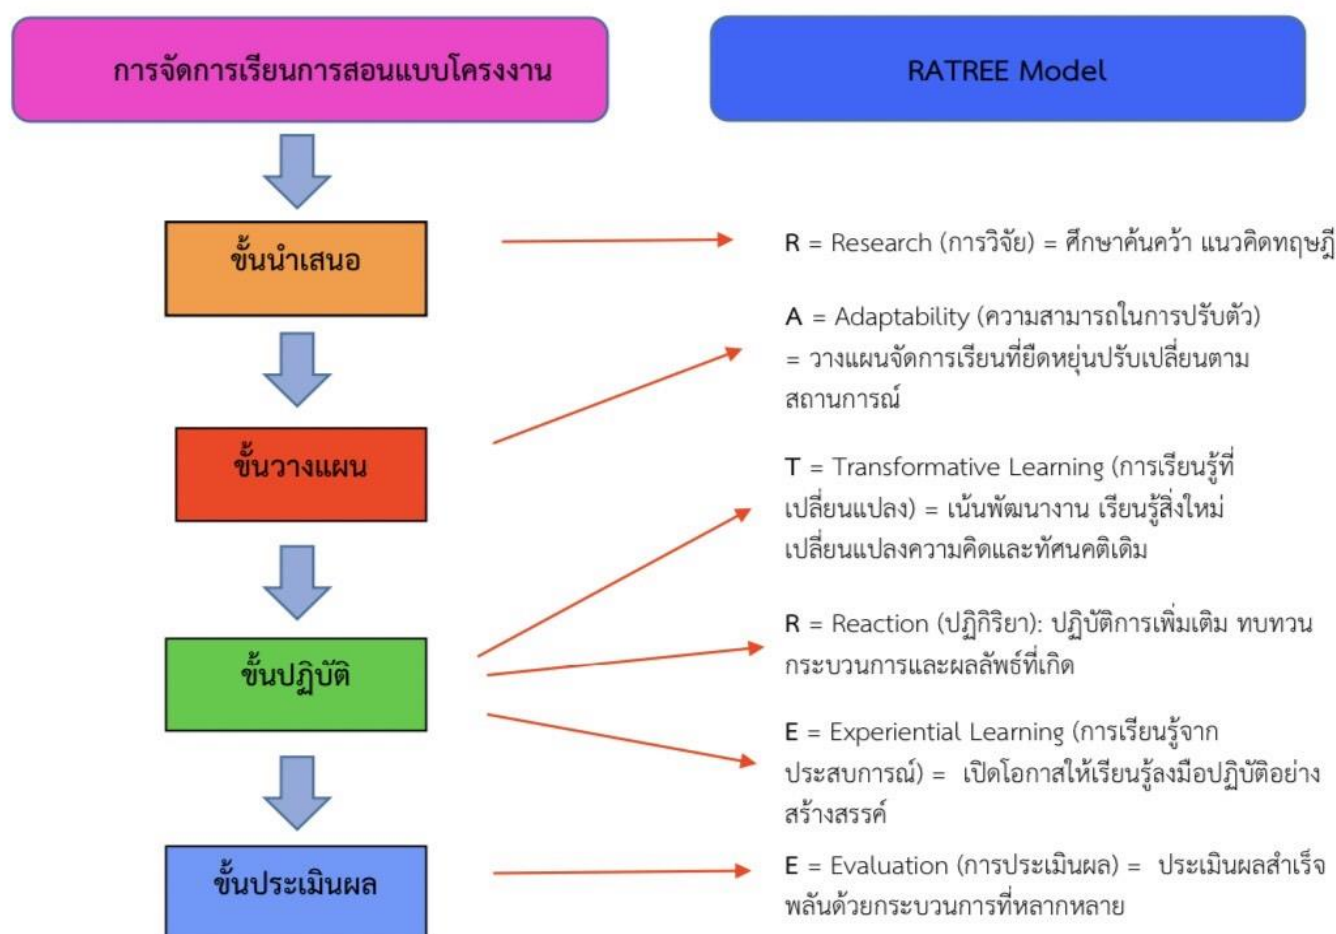 การจัดการเรียนการสอนแบบโครงงาน
RATREE Model
ขั้นนำเสนอ
R = Research (การวิจัย) = ศึกษาค้นคว้า แนวคิดทฤษฎี
A = Adaptability (ความสามารถในการปรับตัว)
= วางแผนจัดการเรียนที่ยืดหยุ่นปรับเปลี่ยนตาม
สถานการณ์
ขั้นวางแผน
T = Transformative Learning (การเรียนรู้ที่
เปลี่ยนแปลง) = เน้นพัฒนางาน เรียนรู้สิ่งใหม่
เปลี่ยนแปลงความคิดและทัศนคติเดิม
ขั้นปฏิบัติ
R = Reaction (ปฏิกิริยา): ปฏิบัติการเพิ่มเติม ทบทวน
กระบวนการและผลลัพธ์ที่เกิด
E = Experiential Learning (การเรียนรู้จาก
ประสบการณ์) = เปิดโอกาสให้เรียนรู้ลงมือปฏิบัติอย่าง
สร้างสรรค์
ขั้นประเมินผล
E = Evaluation (การประเมินผล) = ประเมินผลสำเร็จ
พลันด้วยกระบวนการที่หลากหลาย